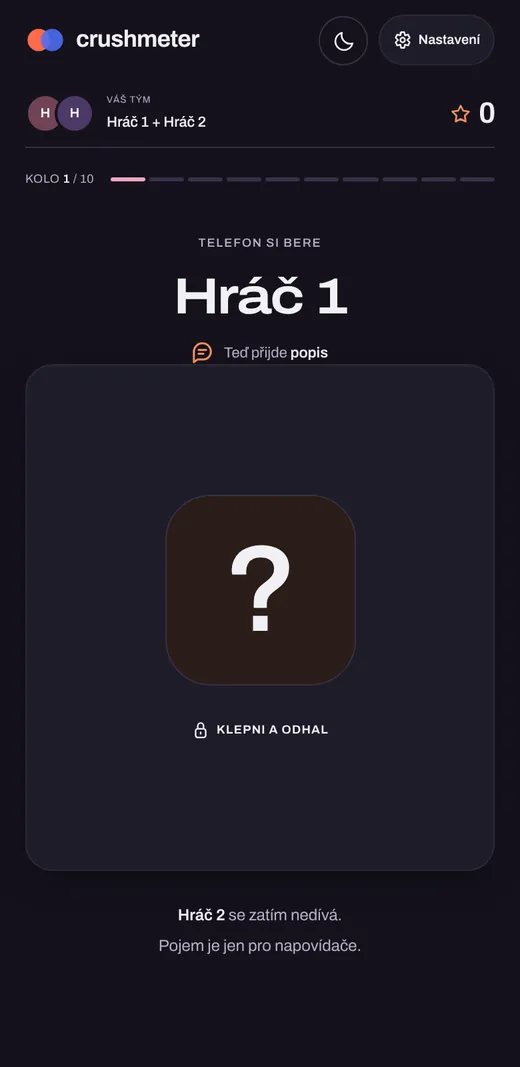 crushmeter
Nastavení
H H
VÁŠ TÝM
Hráč 1 + Hráč 2
0
KOLO 1 / 10
TELEFON SI BERE
Hráč 1
Teď přijde popis
?
KLEPNI A ODHAL
Hráč 2 se zatím nedívá.
Pojem je jen pro napovídače.